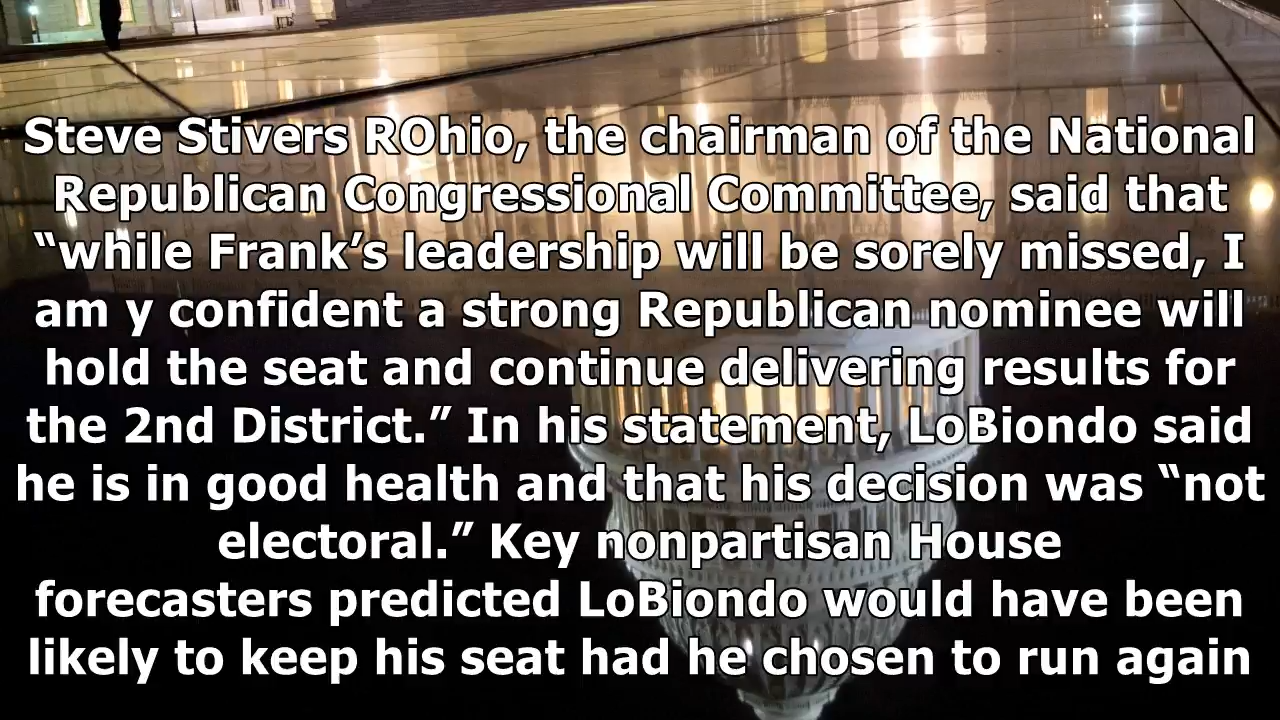 Steve Stivers ROhio, the chairman of the National
Republican Congressional Committee, said that
“while Frank’s leadership will be sorely missed, I
am y confident a strong Republican nominee will
hold the seat and continue delivering results for
the 2nd District.” In his statement, LoBiondo said
he is in good health and that his decision was “not
electoral.” Key nonpartisan House
forecasters predicted LoBiondo would have been
likely to keep his seat had he chosen to run again